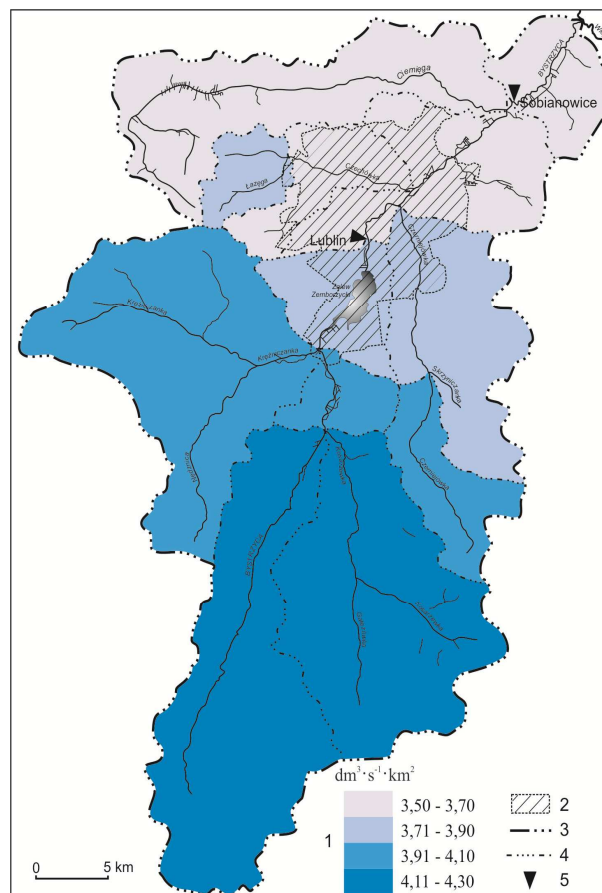 Ciemięga
BYSTRZYCA
Sobianowice
Czechówka
Łazęga
Lublin
Zalew
Zemborzycki
Krężniczanka
Krężniczanka
Skrzyniczanka
Nędznica
BYSTRZYCA
dm³·s⁻¹·km²
1
3,50 - 3,70
3,71 - 3,90
3,91 - 4,10
4,11 - 4,30
2
3
4
5
0 5 km